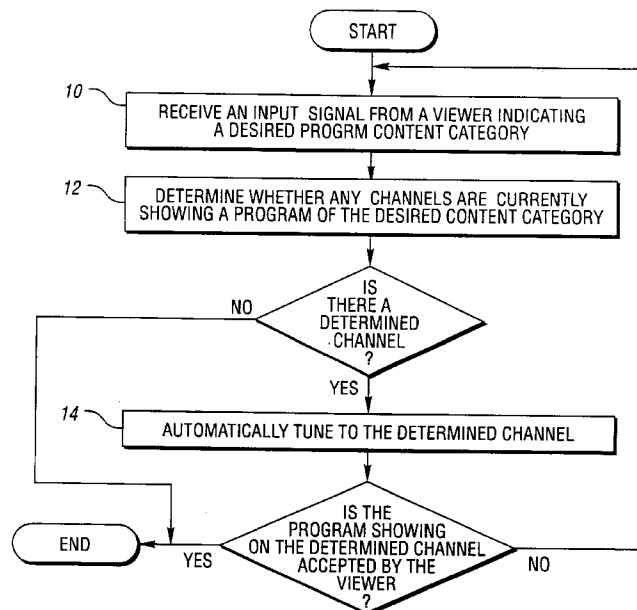 START
10
RECEIVE AN INPUT SIGNAL FROM A VIEWER INDICATING
A DESIRED PROGRM CONTENT CATEGORY
12
DETERMINE WHETHER ANY CHANNELS ARE CURRENTLY
SHOWING A PROGRAM OF THE DESIRED CONTENT CATEGORY
IS
THERE A
DETERMINED
CHANNEL
?
NO
YES
14
AUTOMATICALLY TUNE TO THE DETERMINED CHANNEL
IS THE
PROGRAM SHOWING
ON THE DETERMINED CHANNEL
ACCEPTED BY THE
VIEWER
?
END
YES
NO